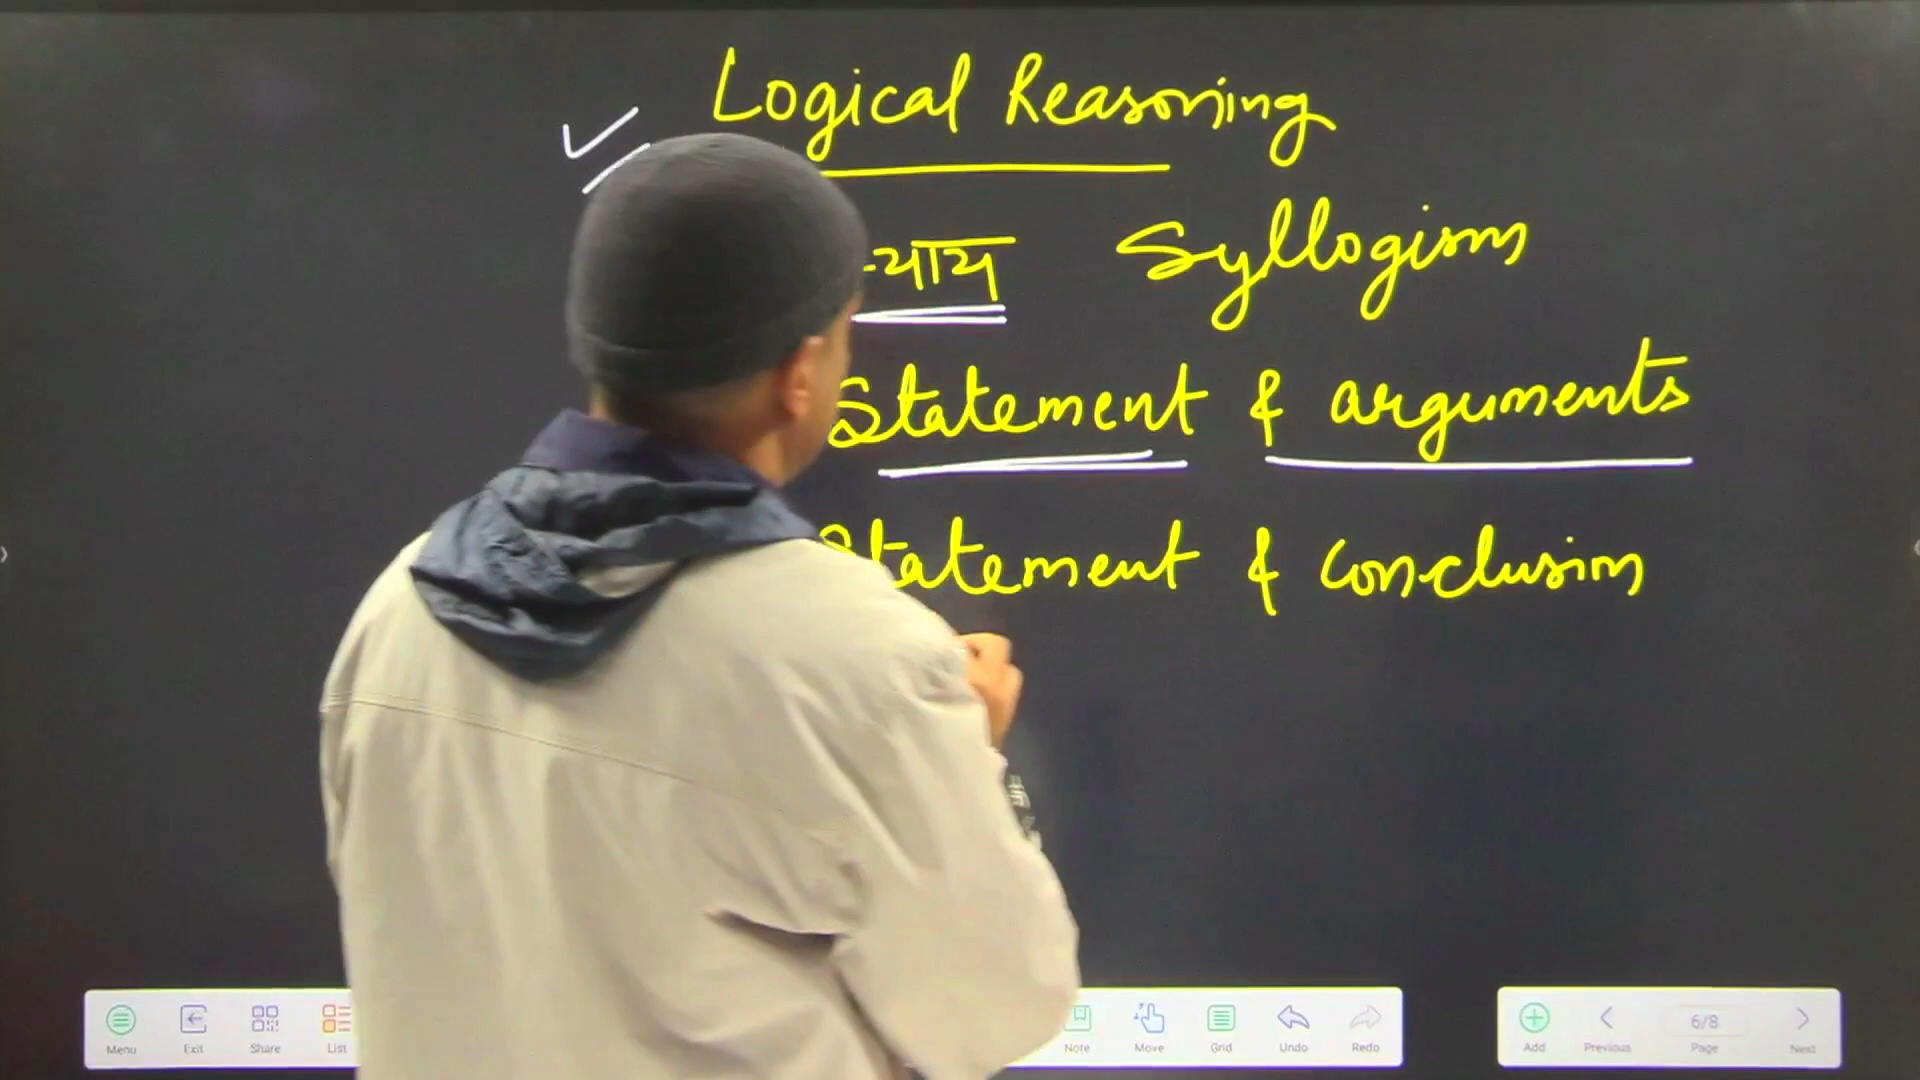 Logical Reasoning
न्याय Syllogism
Statement & arguments
Statement & conclusion
Menu Exit Share List Note Move Grid Undo Redo Add Previous 6/8 Page Next